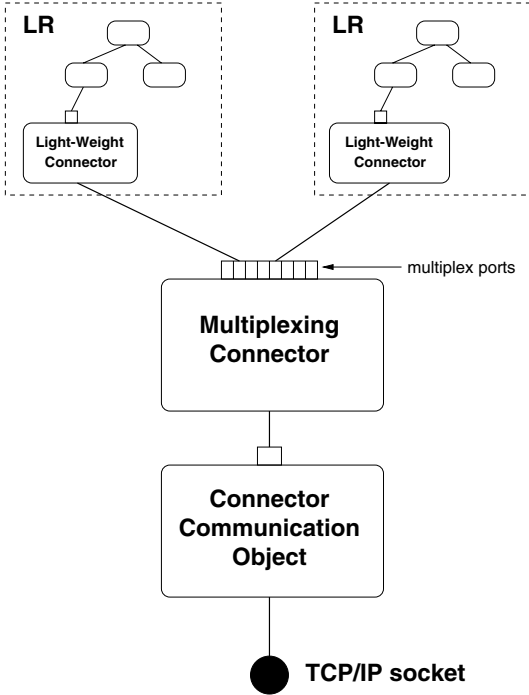 LR
LR
Light-Weight
Connector
Light-Weight
Connector
multiplex ports
Multiplexing
Connector
Connector
Communication
Object
TCP/IP socket